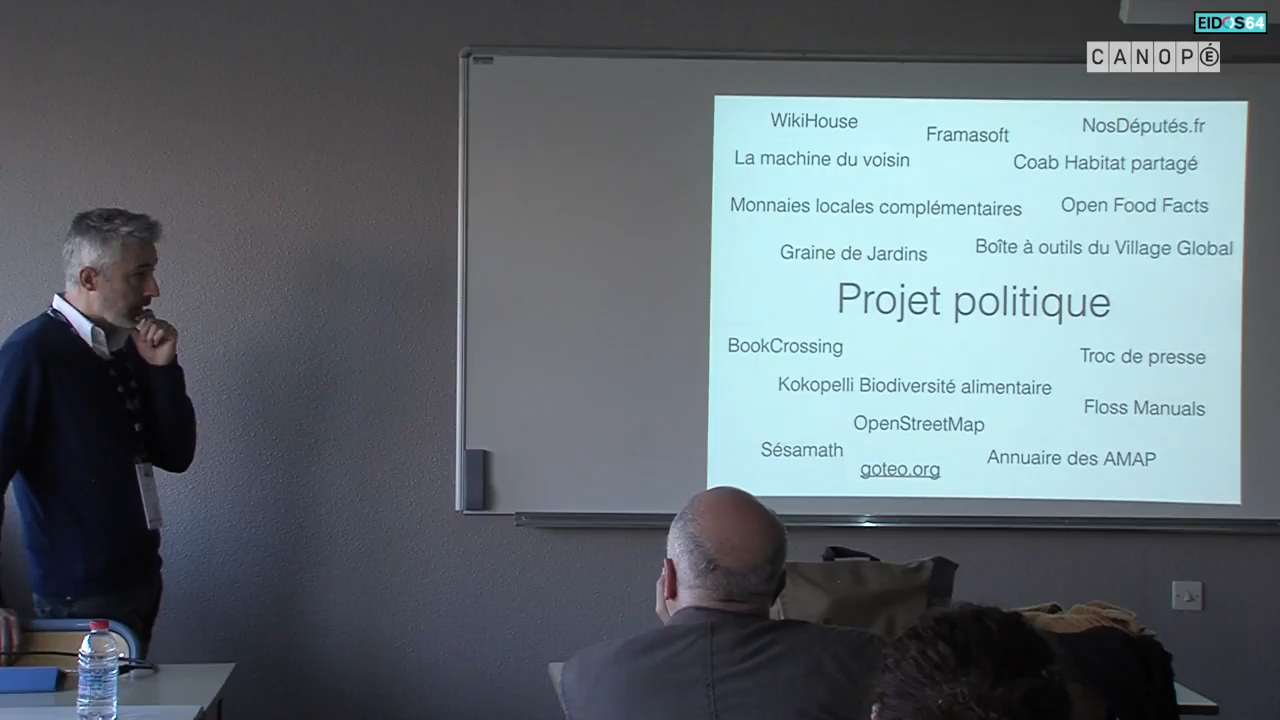 EIDOS64
CANOPÉ
WikiHouse
Framasoft
NosDéputés.fr
La machine du voisin
Coab Habitat partagé
Monnaies locales complémentaires
Open Food Facts
Graine de Jardins
Boîte à outils du Village Global
Projet politique
BookCrossing
Troc de presse
Kokopelli Biodiversité alimentaire
Floss Manuals
OpenStreetMap
Sésamath
Annuaire des AMAP
goteo.org